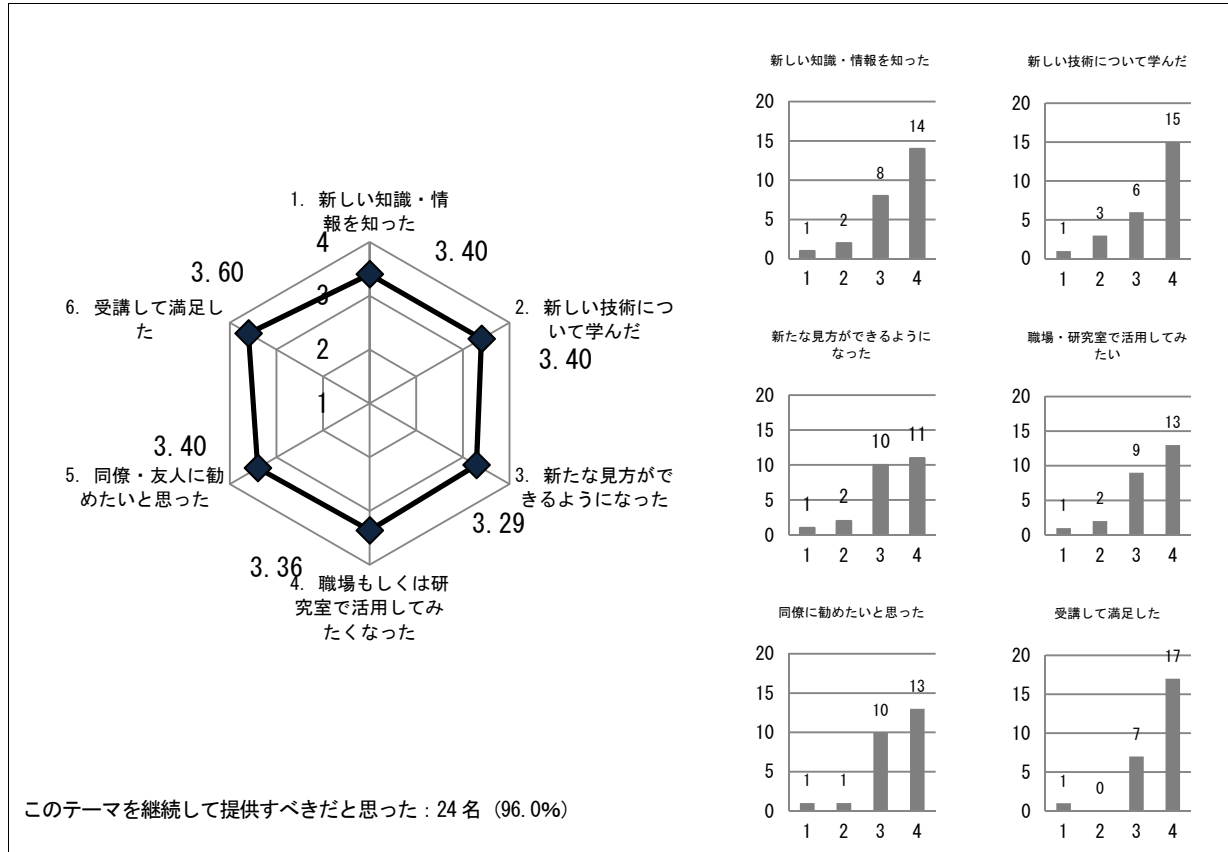 1. 新しい知識・情
報を知った
4
3.40
3.60
3
6. 受講して満足し
た
2. 新しい技術につ
いて学んだ
2
3.40
1
3.40
5. 同僚・友人に勧
めたいと思った
3. 新たな見方がで
きるようになった
3.29
3.36
4. 職場もしくは研
究室で活用してみ
たくなった
このテーマを継続して提供すべきだと思った：24名（96.0%）
新しい知識・情報を知った
20
15
10
5
0
1
2
8
14
1 2 3 4
新しい技術について学んだ
20
15
10
5
0
1
3
6
15
1 2 3 4
新たな見方ができるように
なった
20
15
10
5
0
1
2
10
11
1 2 3 4
職場・研究室で活用してみ
たい
20
15
10
5
0
1
2
9
13
1 2 3 4
同僚に勧めたいと思った
20
15
10
5
0
1
1
10
13
1 2 3 4
受講して満足した
20
15
10
5
0
1
0
7
17
1 2 3 4